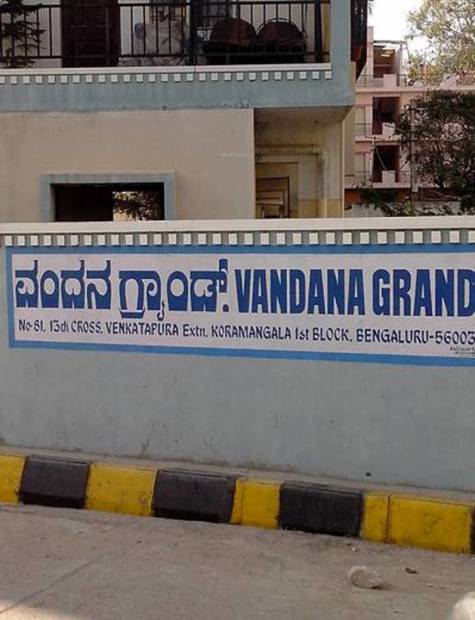 ವಂದನ ಗ್ರ್ಯಾಂಡ್. VANDANA GRAND
No-81, 13th CROSS, VENKATAPURA Extn, KORAMANGALA 1st BLOCK, BENGALURU-56003